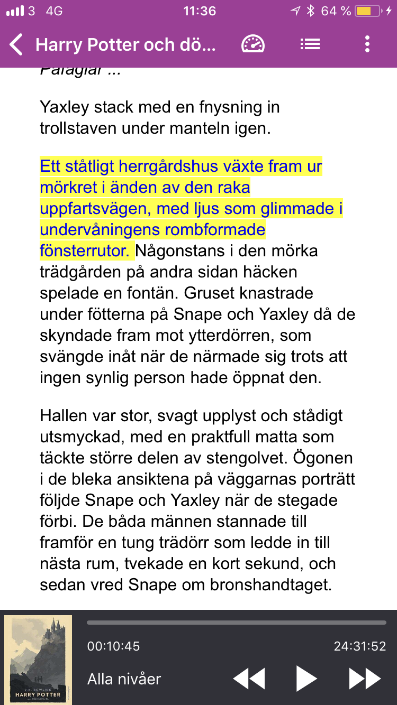 3 4G 11:36 64 %
Harry Potter och dö...
Påfåglar ...
Yaxley stack med en fnysning in
trollstaven under manteln igen.
Ett ståtligt herrgårdshus växte fram ur
mörkret i änden av den raka
uppfartsvägen, med ljus som glimmade i
undervåningens rombformade
fönsterrutor. Någonstans i den mörka
trädgården på andra sidan häcken
spelade en fontän. Gruset knastrade
under fötterna på Snape och Yaxley då de
skyndade fram mot ytterdörren, som
svängde inåt när de närmade sig trots att
ingen synlig person hade öppnat den.
Hallen var stor, svagt upplyst och stådigt
utsmyckad, med en praktfull matta som
täckte större delen av stengolvet. Ögonen
i de bleka ansiktena på väggarnas porträtt
följde Snape och Yaxley när de stegade
förbi. De båda männen stannade till
framför en tung trädörr som ledde in till
nästa rum, tvekade en kort sekund, och
sedan vred Snape om bronshandtaget.
HARRY POTTER
00:10:45 24:31:52
Alla nivåer